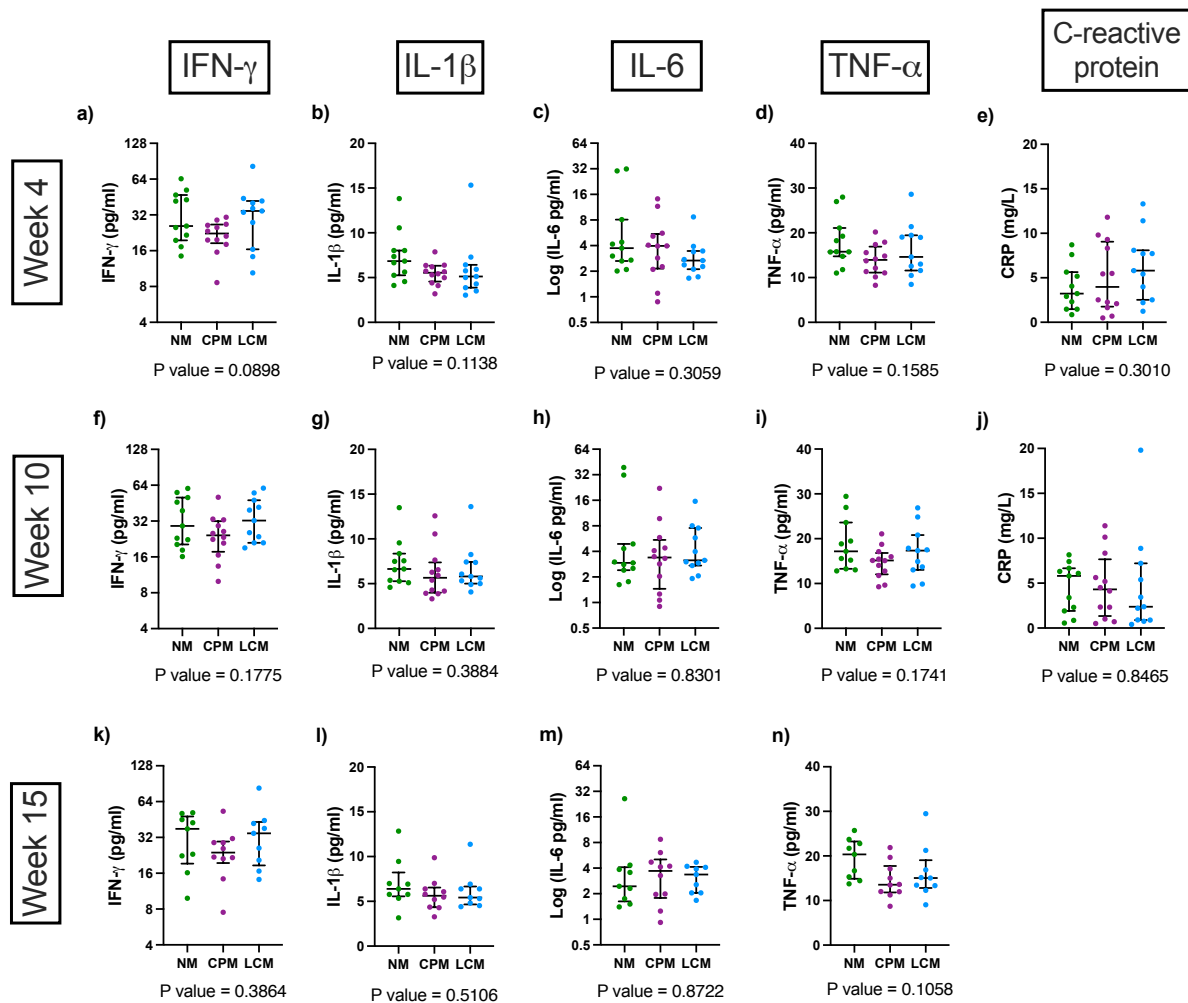 IFN-γ
IL-1β
IL-6
TNF-α
C-reactive
protein
Week 4
a)
IFN-γ (pg/ml)
128
64
32
16
8
4
NM CPM LCM
P value = 0.0898
b)
IL-1β (pg/ml)
20
15
10
5
0
NM CPM LCM
P value = 0.1138
c)
Log (IL-6 pg/ml)
64
32
16
8
4
2
1
0.5
NM CPM LCM
P value = 0.3059
d)
TNF-α (pg/ml)
40
30
20
10
0
NM CPM LCM
P value = 0.1585
e)
CRP (mg/L)
20
15
10
5
0
NM CPM LCM
P value = 0.3010
Week 10
f)
IFN-γ (pg/ml)
128
64
32
16
8
4
NM CPM LCM
P value = 0.1775
g)
IL-1β (pg/ml)
20
15
10
5
0
NM CPM LCM
P value = 0.3884
h)
Log (IL-6 pg/ml)
64
32
16
8
4
2
1
0.5
NM CPM LCM
P value = 0.8301
i)
TNF-α (pg/ml)
40
30
20
10
0
NM CPM LCM
P value = 0.1741
j)
CRP (mg/L)
20
15
10
5
0
NM CPM LCM
P value = 0.8465
Week 15
k)
IFN-γ (pg/ml)
128
64
32
16
8
4
NM CPM LCM
P value = 0.3864
l)
IL-1β (pg/ml)
20
15
10
5
0
NM CPM LCM
P value = 0.5106
m)
Log (IL-6 pg/ml)
64
32
16
8
4
2
1
0.5
NM CPM LCM
P value = 0.8722
n)
TNF-α (pg/ml)
40
30
20
10
0
NM CPM LCM
P value = 0.1058